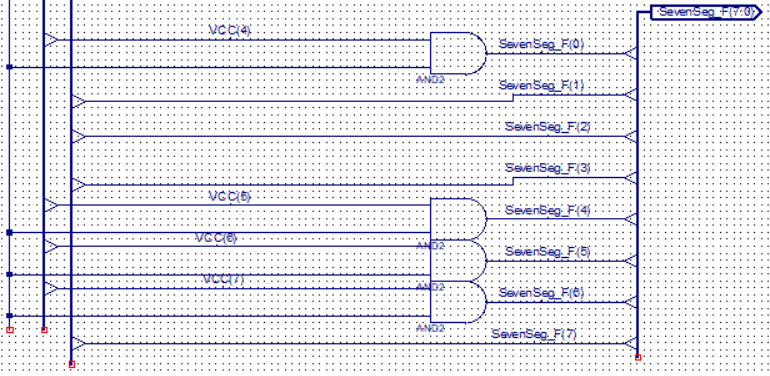 SevenSeg_F(7:0)
VCC(4)
SevenSeg_F(0)
AND2
SevenSeg_F(1)
SevenSeg_F(2)
SevenSeg_F(3)
VCC(5)
SevenSeg_F(4)
VCC(6)
AND2
SevenSeg_F(5)
VCC(7)
AND2
SevenSeg_F(6)
AND2
SevenSeg_F(7)